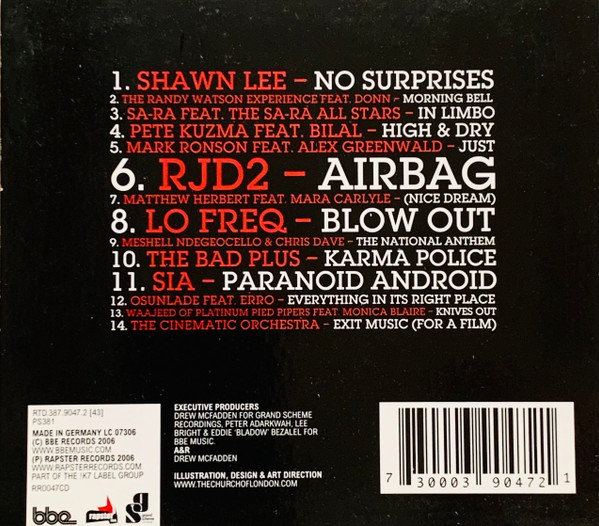 1. SHAWN LEE – NO SURPRISES
2. THE RANDY WATSON EXPERIENCE FEAT. DONN – MORNING BELL
3. SA-RA FEAT. THE SA-RA ALL STARS – IN LIMBO
4. PETE KUZMA FEAT. BILAL – HIGH & DRY
5. MARK RONSON FEAT. ALEX GREENWALD – JUST
6. RJD2 – AIRBAG
7. MATTHEW HERBERT FEAT. MARA CARLYLE – (NICE DREAM)
8. LO FREQ – BLOW OUT
9. MESHELL NDEGEOCELLO & CHRIS DAVE – THE NATIONAL ANTHEM
10. THE BAD PLUS – KARMA POLICE
11. SIA – PARANOID ANDROID
12. OSUNLADE FEAT. ERRO – EVERYTHING IN ITS RIGHT PLACE
13. WAAJEED OF PLATINUM PIED PIPERS FEAT. MONICA BLAIRE – KNIVES OUT
14. THE CINEMATIC ORCHESTRA – EXIT MUSIC (FOR A FILM)
RTD.387.9047.2 [43]
PS381
MADE IN GERMANY LC 07306
(C) BBE RECORDS 2006
WWW.BBEMUSIC.COM
(P) RAPSTER RECORDS 2006
WWW.RAPSTERRECORDS.COM
PART OF THE !K7 LABEL GROUP
RR0047CD
bbe
rapster
EXECUTIVE PRODUCERS
DREW MCFADDEN FOR GRAND SCHEME
RECORDINGS, PETER ADARKWAH, LEE
BRIGHT & EDDIE 'BLADOW' BEZALEL FOR
BBE MUSIC.
A&R
DREW MCFADDEN
ILLUSTRATION, DESIGN & ART DIRECTION
WWW.THECHURCHOFLONDON.COM
7 30003 90472 1